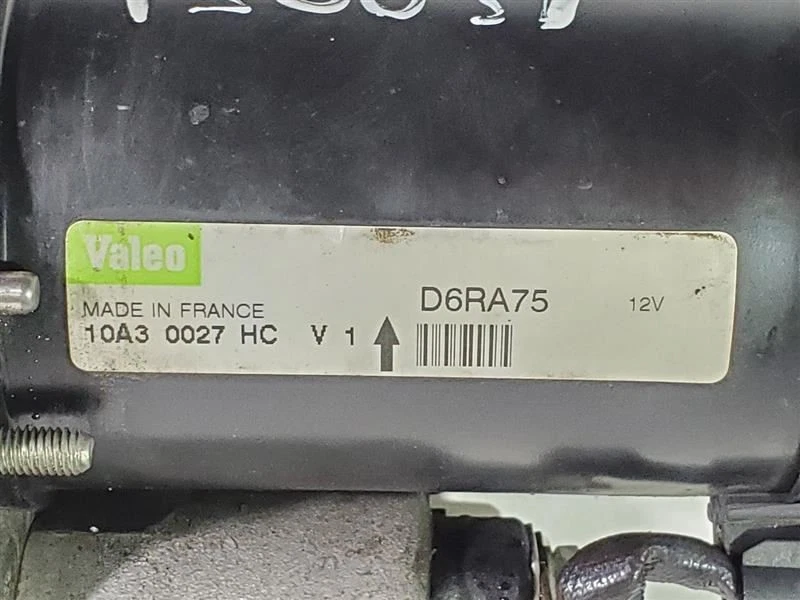 Valeo
MADE IN FRANCE
10A3 0027 HC V 1
D6RA75
12V